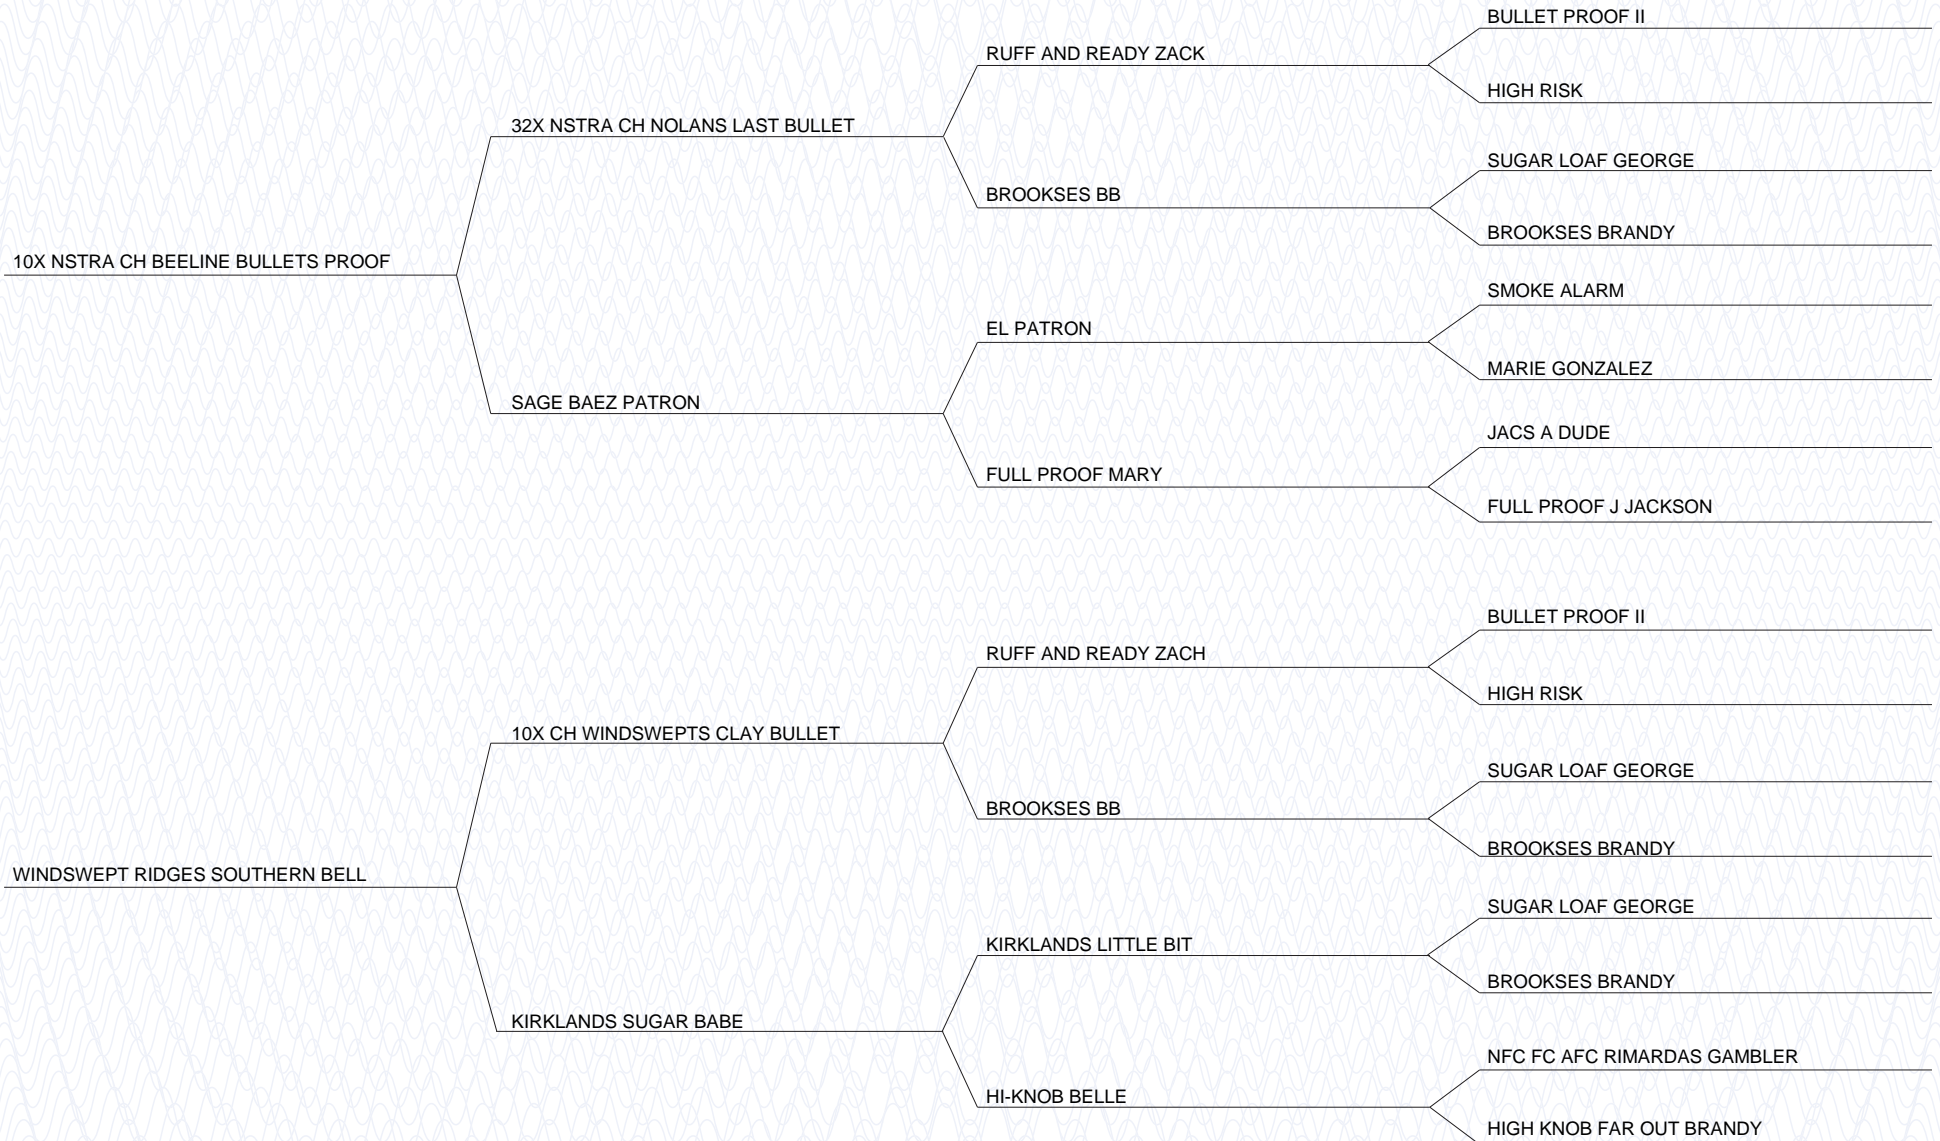 BULLET PROOF II
RUFF AND READY ZACK
HIGH RISK
32X NSTRA CH NOLANS LAST BULLET
SUGAR LOAF GEORGE
BROOKSES BB
BROOKSES BRANDY
10X NSTRA CH BEELINE BULLETS PROOF
SMOKE ALARM
EL PATRON
MARIE GONZALEZ
SAGE BAEZ PATRON
JACS A DUDE
FULL PROOF MARY
FULL PROOF J JACKSON
BULLET PROOF II
RUFF AND READY ZACH
HIGH RISK
10X CH WINDSWEPTS CLAY BULLET
SUGAR LOAF GEORGE
BROOKSES BB
BROOKSES BRANDY
WINDSWEPT RIDGES SOUTHERN BELL
SUGAR LOAF GEORGE
KIRKLANDS LITTLE BIT
BROOKSES BRANDY
KIRKLANDS SUGAR BABE
NFC FC AFC RIMARDAS GAMBLER
HI-KNOB BELLE
HIGH KNOB FAR OUT BRANDY